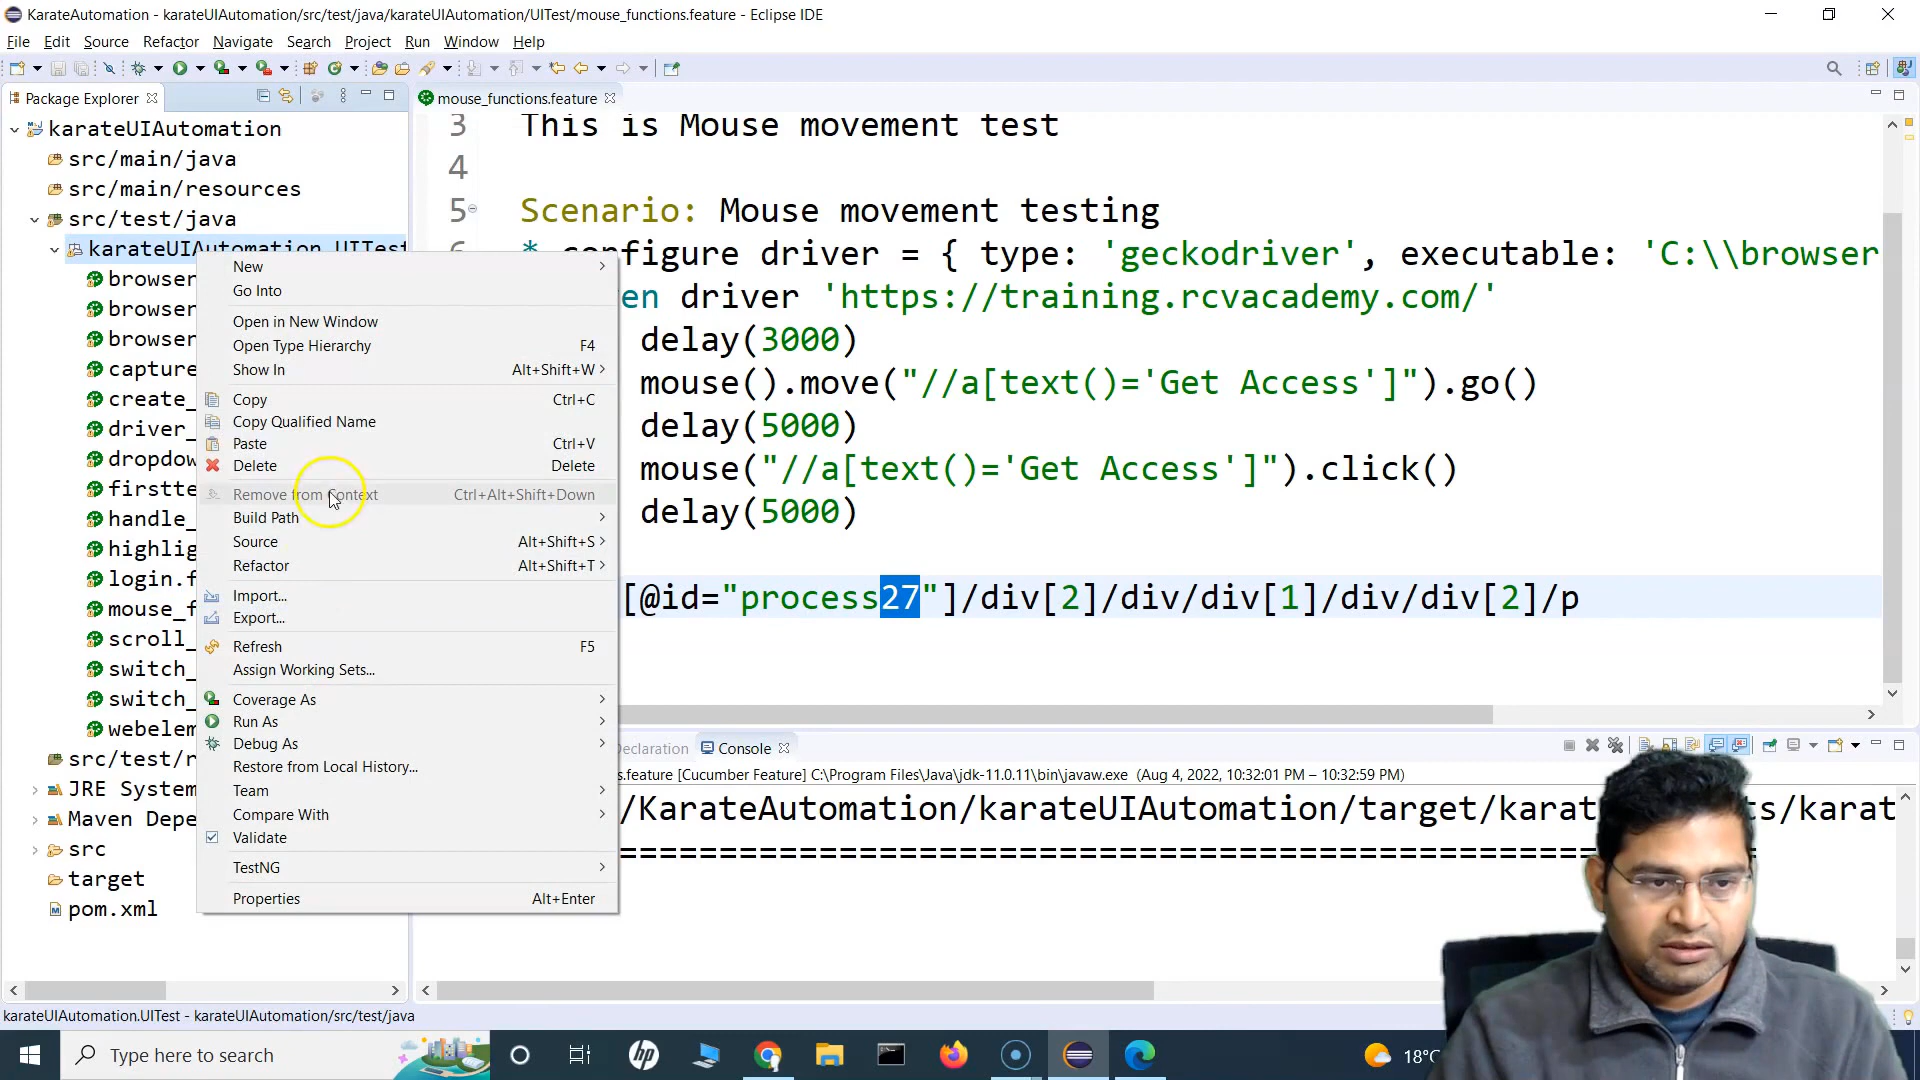 KarateAutomation - karateUIAutomation/src/test/java/karateUIAutomation/UITest/mouse_functions.feature - Eclipse IDE
File Edit Source Refactor Navigate Search Project Run Window Help
Package Explorer
mouse_functions.feature
karateUIAutomation
src/main/java
src/main/resources
src/test/java
karateUIAutomation.UITest
browser
browser
browser
capture
create_
driver_
dropdow
firstte
handle_
highlig
login.f
mouse_f
scroll_
switch_
switch_
webelem
src/test/r
JRE System
Maven Depe
src
target
pom.xml
New
Go Into
Open in New Window
Open Type Hierarchy F4
Show In Alt+Shift+W
Copy Ctrl+C
Copy Qualified Name
Paste Ctrl+V
Delete Delete
Remove from Context Ctrl+Alt+Shift+Down
Build Path
Source Alt+Shift+S
Refactor Alt+Shift+T
Import...
Export...
Refresh F5
Assign Working Sets...
Coverage As
Run As
Debug As
Restore from Local History...
Team
Compare With
Validate
TestNG
Properties Alt+Enter
3 This is Mouse movement test
4
5 Scenario: Mouse movement testing
figure driver = { type: 'geckodriver', executable: 'C:\\browser
en driver 'https://training.rcvacademy.com/'
delay(3000)
mouse().move("//a[text()='Get Access']").go()
delay(5000)
mouse("//a[text()='Get Access']").click()
delay(5000)
[@id="process27"]/div[2]/div/div[1]/div/div[2]/p
Declaration Console
s.feature [Cucumber Feature] C:\Program Files\Java\jdk-11.0.11\bin\javaw.exe (Aug 4, 2022, 10:32:01 PM – 10:32:59 PM)
/KarateAutomation/karateUIAutomation/target/karat ts/karat
======================================================
karateUIAutomation.UITest - karateUIAutomation/src/test/java
Type here to search
hp
18°C